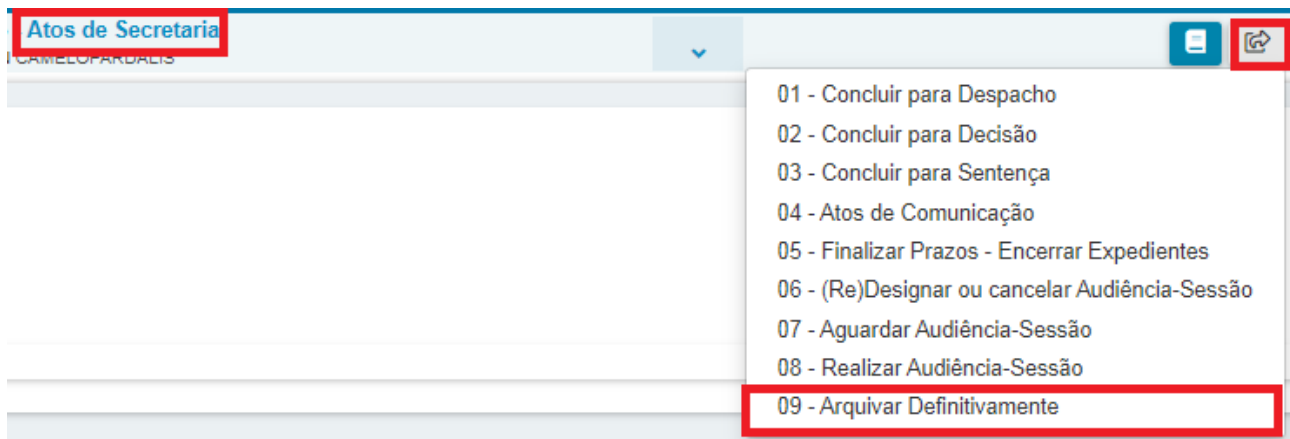 Atos de Secretaria
CAMELOPARDALIS
01 - Concluir para Despacho
02 - Concluir para Decisão
03 - Concluir para Sentença
04 - Atos de Comunicação
05 - Finalizar Prazos - Encerrar Expedientes
06 - (Re)Designar ou cancelar Audiência-Sessão
07 - Aguardar Audiência-Sessão
08 - Realizar Audiência-Sessão
09 - Arquivar Definitivamente